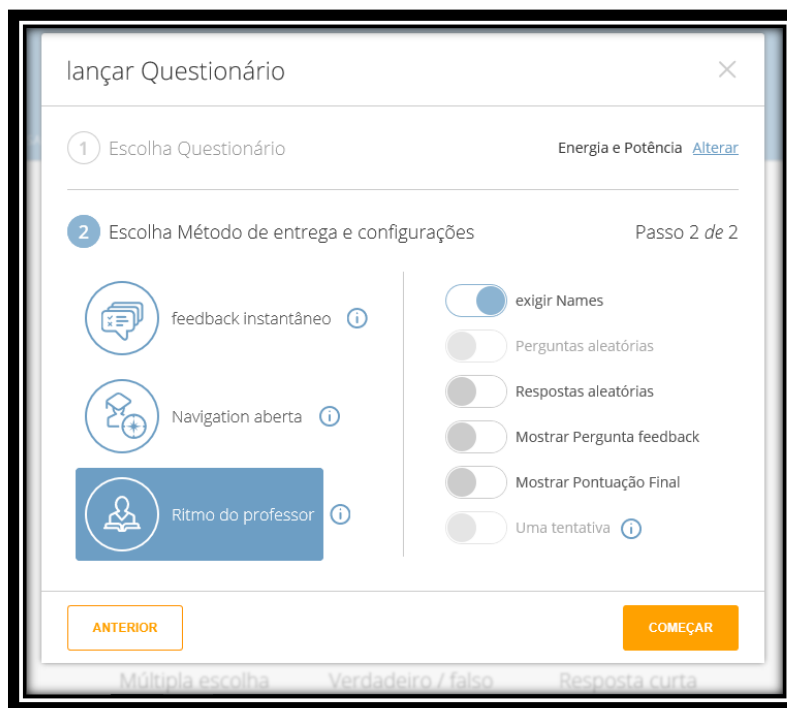 lançar Questionário
1 Escolha Questionário
Energia e Potência Alterar
2 Escolha Método de entrega e configurações
Passo 2 de 2
feedback instantâneo
Navigation aberta
Ritmo do professor
exigir Names
Perguntas aleatórias
Respostas aleatórias
Mostrar Pergunta feedback
Mostrar Pontuação Final
Uma tentativa
ANTERIOR
COMEÇAR
Múltipla escolha
Verdadeiro / falso
Resposta curta